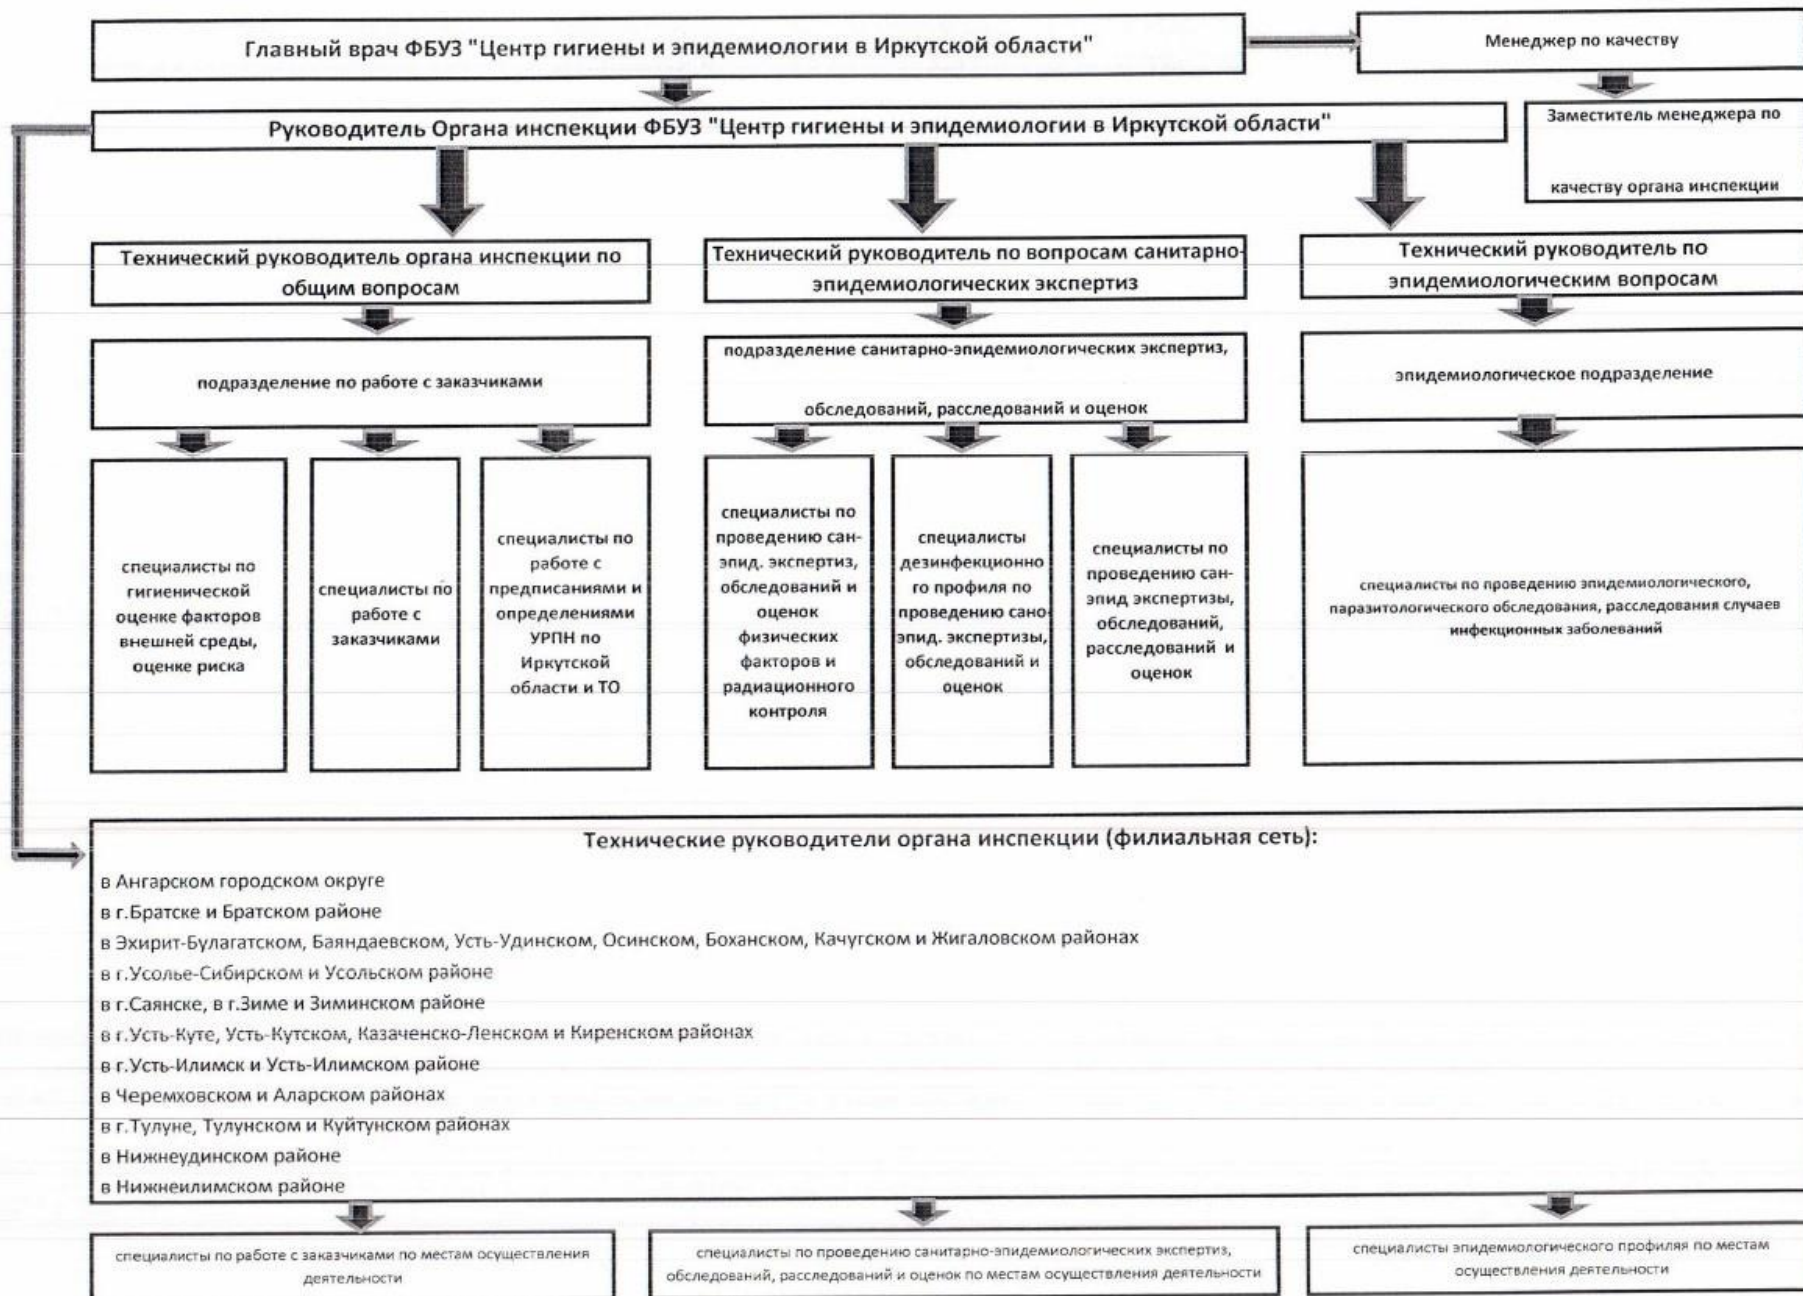 Главный врач ФБУЗ "Центр гигиены и эпидемиологии в Иркутской области"
Менеджер по качеству
Руководитель Органа инспекции ФБУЗ "Центр гигиены и эпидемиологии в Иркутской области"
Заместитель менеджера по
качеству органа инспекции
Технический руководитель органа инспекции по
общим вопросам
Технический руководитель по вопросам санитарно-
эпидемиологических экспертиз
Технический руководитель по
эпидемиологическим вопросам
подразделение по работе с заказчиками
подразделение санитарно-эпидемиологических экспертиз,
обследований, расследований и оценок
эпидемиологическое подразделение
специалисты по
гигиенической
оценке факторов
внешней среды,
оценке риска
специалисты по
работе с
заказчиками
специалисты по
работе с
предписаниями и
определениями
УРПН по
Иркутской
области и ТО
специалисты по
проведению сан-
эпид. экспертиз,
обследований и
оценок
физических
факторов и
радиационного
контроля
специалисты
дезинфекционно
го профиля по
проведению сано-
эпид. экспертизы,
обследований и
оценок
специалисты по
проведению сан-
эпид экспертизы,
обследований,
расследований и
оценок
специалисты по проведению эпидемиологического,
паразитологического обследования, расследования случаев
инфекционных заболеваний
Технические руководители органа инспекции (филиальная сеть):
в Ангарском городском округе
в г.Братске и Братском районе
в Эхирит-Булагатском, Баяндаевском, Усть-Удинском, Осинском, Боханском, Качугском и Жигаловском районах
в г.Усолье-Сибирском и Усольском районе
в г.Саянске, в г.Зиме и Зиминском районе
в г.Усть-Куте, Усть-Кутском, Казаченско-Ленском и Киренском районах
в г.Усть-Илимск и Усть-Илимском районе
в Черемховском и Аларском районах
в г.Тулуне, Тулунском и Куйтунском районах
в Нижнеудинском районе
в Нижнеилимском районе
специалисты по работе с заказчиками по местам осуществления
деятельности
специалисты по проведению санитарно-эпидемиологических экспертиз,
обследований, расследований и оценок по местам осуществления деятельности
специалисты эпидемиологического профиляя по местам
осуществления деятельности